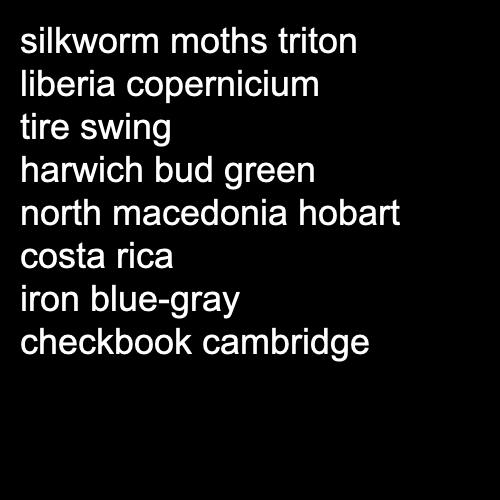 silkworm moths triton
liberia copernicium
tire swing
harwich bud green
north macedonia hobart
costa rica
iron blue-gray
checkbook cambridge